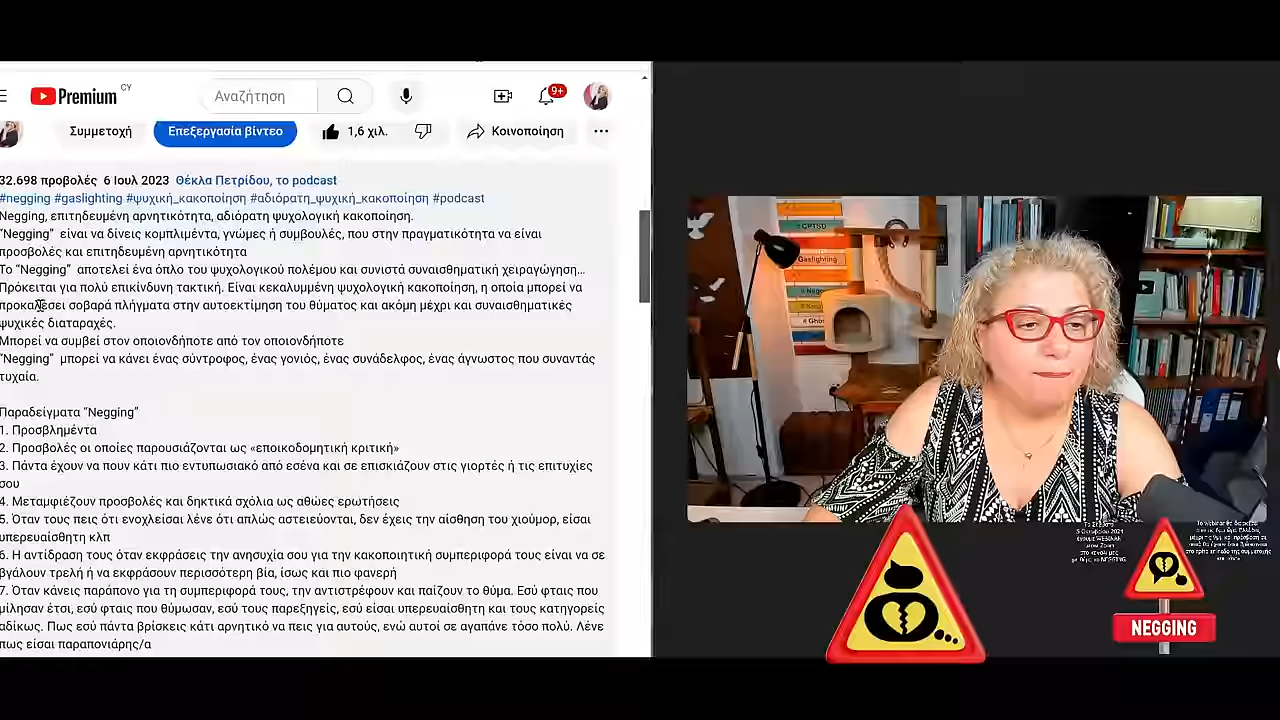 Premium CY
Αναζήτηση
9+
Συμμετοχή
Επεξεργασία βίντεο
1,6 χιλ.
Κοινοποίηση
32.698 προβολές 6 Ιουλ 2023 Θέκλα Πετρίδου, το podcast
#negging #gaslighting #ψυχική_κακοποίηση #αδιόρατη_ψυχική_κακοποίηση #podcast
Negging, επιτηδευμένη αρνητικότητα, αδιόρατη ψυχολογική κακοποίηση.
“Negging” είναι να δίνεις κομπλιμέντα, γνώμες ή συμβουλές, που στην πραγματικότητα να είναι
προσβολές και επιτηδευμένη αρνητικότητα
Το “Negging” αποτελεί ένα όπλο του ψυχολογικού πολέμου και συνιστά συναισθηματική χειραγώγηση...
Πρόκειται για πολύ επικίνδυνη τακτική. Είναι κεκαλυμμένη ψυχολογική κακοποίηση, η οποία μπορεί να
προκαλέσει σοβαρά πλήγματα στην αυτοεκτίμηση του θύματος και ακόμη μέχρι και συναισθηματικές
ψυχικές διαταραχές
Μπορεί να συμβεί στον οποιονδήποτε από τον οποιονδήποτε
“Negging” μπορεί να κάνει ένας σύντροφος, ένας γονιός, ένας συνάδελφος, ένας άγνωστος που συναντάς
τυχαία.
Παραδείγματα “Negging”
1. Προσβλημέντα
2. Προσβολές οι οποίες παρουσιάζονται ως «εποικοδομητική κριτική»
3. Πάντα έχουν να πουν κάτι πιο εντυπωσιακό από εσένα και σε επισκιάζουν στις γιορτές ή τις επιτυχίες
σου
4. Μεταμφιέζουν προσβολές και δηκτικά σχόλια ως αθώες ερωτήσεις
5. Όταν τους πεις ότι ενοχλείσαι λένε ότι απλώς αστειεύονται, δεν έχεις την αίσθηση του χιούμορ, είσαι
υπερευαίσθητη κλπ
6. Η αντίδραση τους όταν εκφράσεις την ανησυχία σου για την κακοποιητική συμπεριφορά τους είναι να σε
βγάλουν τρελή ή να εκφράσουν περισσότερη βία, ίσως και πιο φανερή
7. Όταν κάνεις παράπονο για τη συμπεριφορά τους, την αντιστρέφουν και παίζουν το θύμα. Εσύ φταις που
μίλησαν έτσι, εσύ φταις που θύμωσαν, εσύ τους παρεξηγείς, εσύ είσαι υπερευαίσθητη και τους κατηγορείς
αδίκως. Πως εσύ πάντα βρίσκεις κάτι αρνητικό να πεις για αυτούς, ενώ αυτοί σε αγαπάνε τόσο πολύ. Λένε
πως είσαι παραπονιάρης/α
# CPTSD
Gaslighting
NEGGING